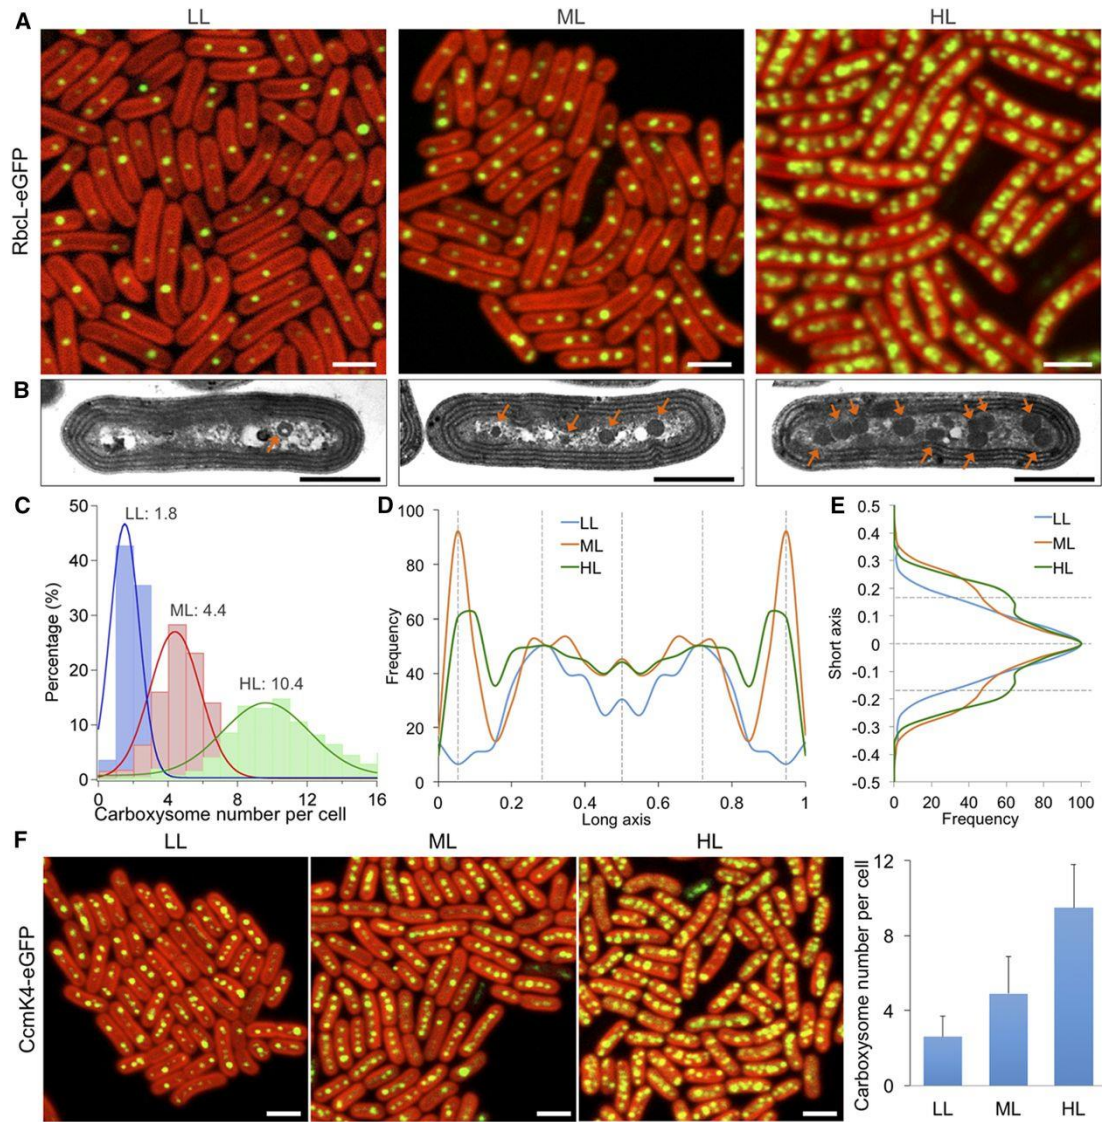 A
LL
ML
HL
RbcL-eGFP
B
C
50
40
30
20
10
0
Percentage (%)
LL: 1.8
ML: 4.4
HL: 10.4
0
4
8
12
16
Carboxysome number per cell
D
100
80
60
40
20
0
Frequency
LL
ML
HL
0
0.2
0.4
0.6
0.8
1
Long axis
E
0.5
0.4
0.3
0.2
0.1
0
-0.1
-0.2
-0.3
-0.4
-0.5
Short axis
LL
ML
HL
0
20
40
60
80
100
Frequency
F
LL
ML
HL
CcmK4-eGFP
Carboxysome number per cell
12
8
4
0
LL
ML
HL